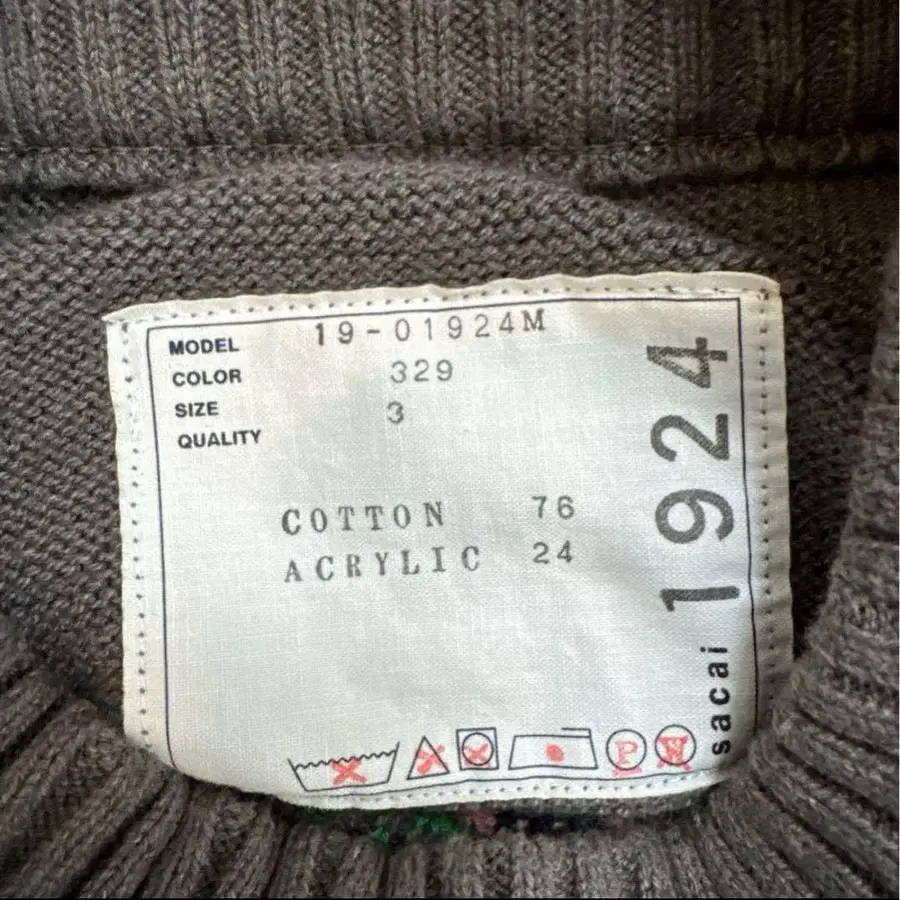 MODEL 19-01924M
COLOR 329
SIZE 3
QUALITY
COTTON 76
ACRYLIC 24
sacai 1924
P
W